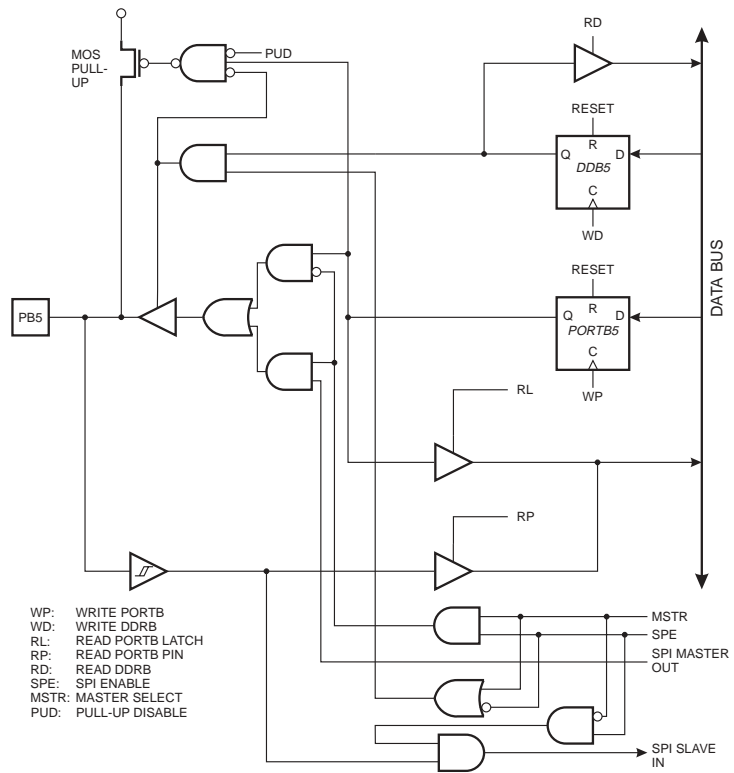 RD
MOS
PULL-
UP
PUD
RESET
R
Q
D
DDB5
C
WD
RESET
R
Q
D
PORTB5
C
WP
PB5
DATA BUS
RL
RP
WP: WRITE PORTB
WD: WRITE DDRB
RL: READ PORTB LATCH
RP: READ PORTB PIN
RD: READ DDRB
SPE: SPI ENABLE
MSTR: MASTER SELECT
PUD: PULL-UP DISABLE
MSTR
SPE
SPI MASTER
OUT
SPI SLAVE
IN